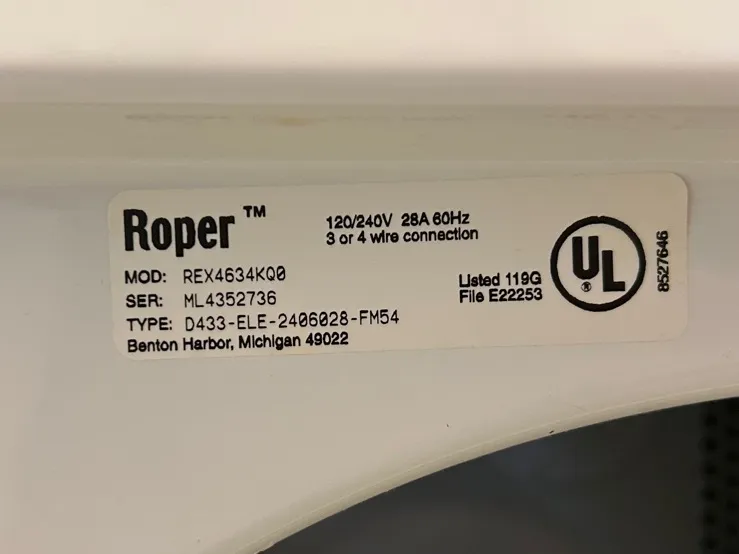 Roper™
120/240V 28A 60Hz
3 or 4 wire connection
MOD: REX4634KQ0
SER: ML4352736
TYPE: D433-ELE-2406028-FM54
Benton Harbor, Michigan 49022
Listed 119G
File E22253
UL ®
8527646